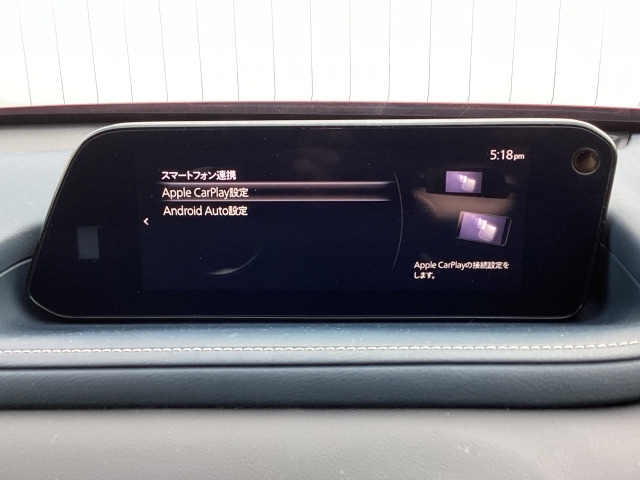 5:18pm
スマートフォン連携
Apple CarPlay設定
Android Auto設定
Apple CarPlayの接続設定を
します。